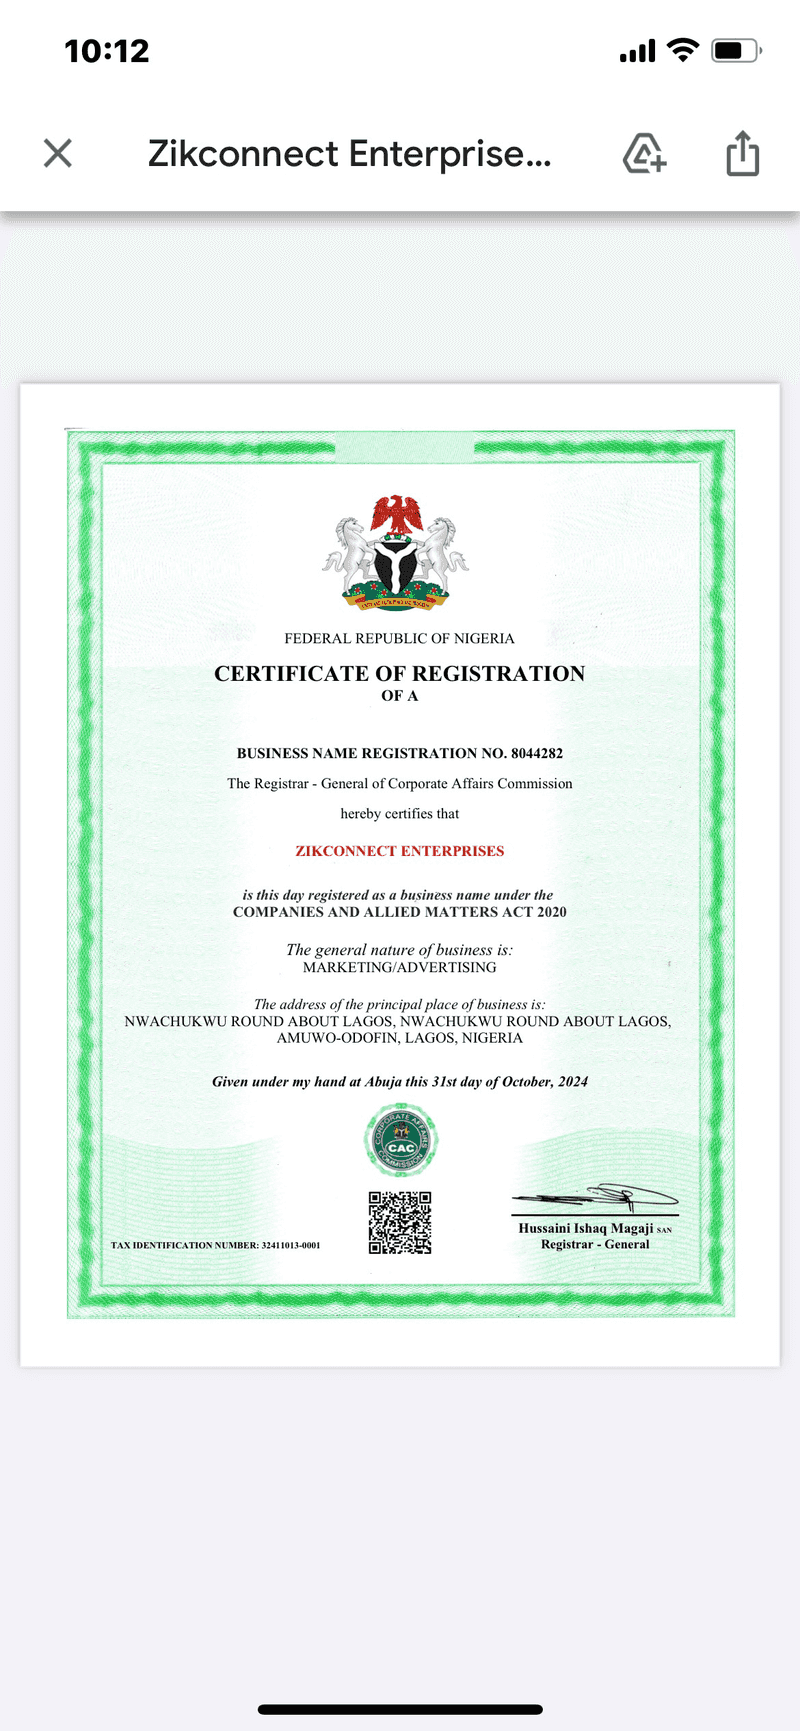 10:12
Zikconnect Enterprise...
FEDERAL REPUBLIC OF NIGERIA
CERTIFICATE OF REGISTRATION
OF A
BUSINESS NAME REGISTRATION NO. 8044282
The Registrar - General of Corporate Affairs Commission
hereby certifies that
ZIKCONNECT ENTERPRISES
is this day registered as a business name under the
COMPANIES AND ALLIED MATTERS ACT 2020
The general nature of business is:
MARKETING/ADVERTISING
The address of the principal place of business is:
NWACHUKWU ROUND ABOUT LAGOS, NWACHUKWU ROUND ABOUT LAGOS,
AMUWO-ODOFIN, LAGOS, NIGERIA
Given under my hand at Abuja this 31st day of October, 2024
CORPORATE AFFAIRS
CAC
COMMISSION
Hussaini Ishaq Magaji SAN
Registrar - General
TAX IDENTIFICATION NUMBER: 32411013-0001